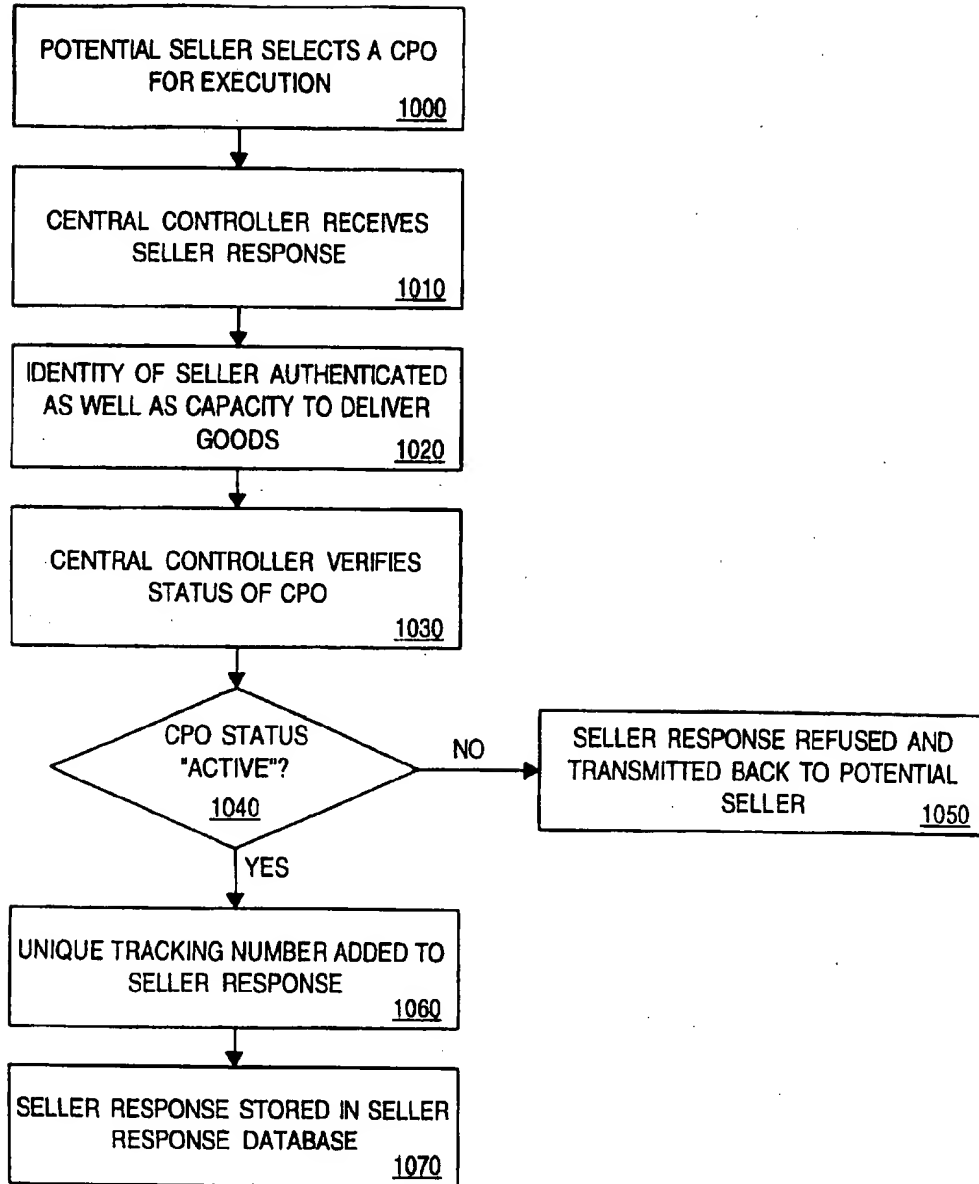 POTENTIAL SELLER SELECTS A CPO
FOR EXECUTION
1000
CENTRAL CONTROLLER RECEIVES
SELLER RESPONSE
1010
IDENTITY OF SELLER AUTHENTICATED
AS WELL AS CAPACITY TO DELIVER
GOODS
1020
CENTRAL CONTROLLER VERIFIES
STATUS OF CPO
1030
CPO STATUS
"ACTIVE"?
1040
NO
SELLER RESPONSE REFUSED AND
TRANSMITTED BACK TO POTENTIAL
SELLER
1050
YES
UNIQUE TRACKING NUMBER ADDED TO
SELLER RESPONSE
1060
SELLER RESPONSE STORED IN SELLER
RESPONSE DATABASE
1070